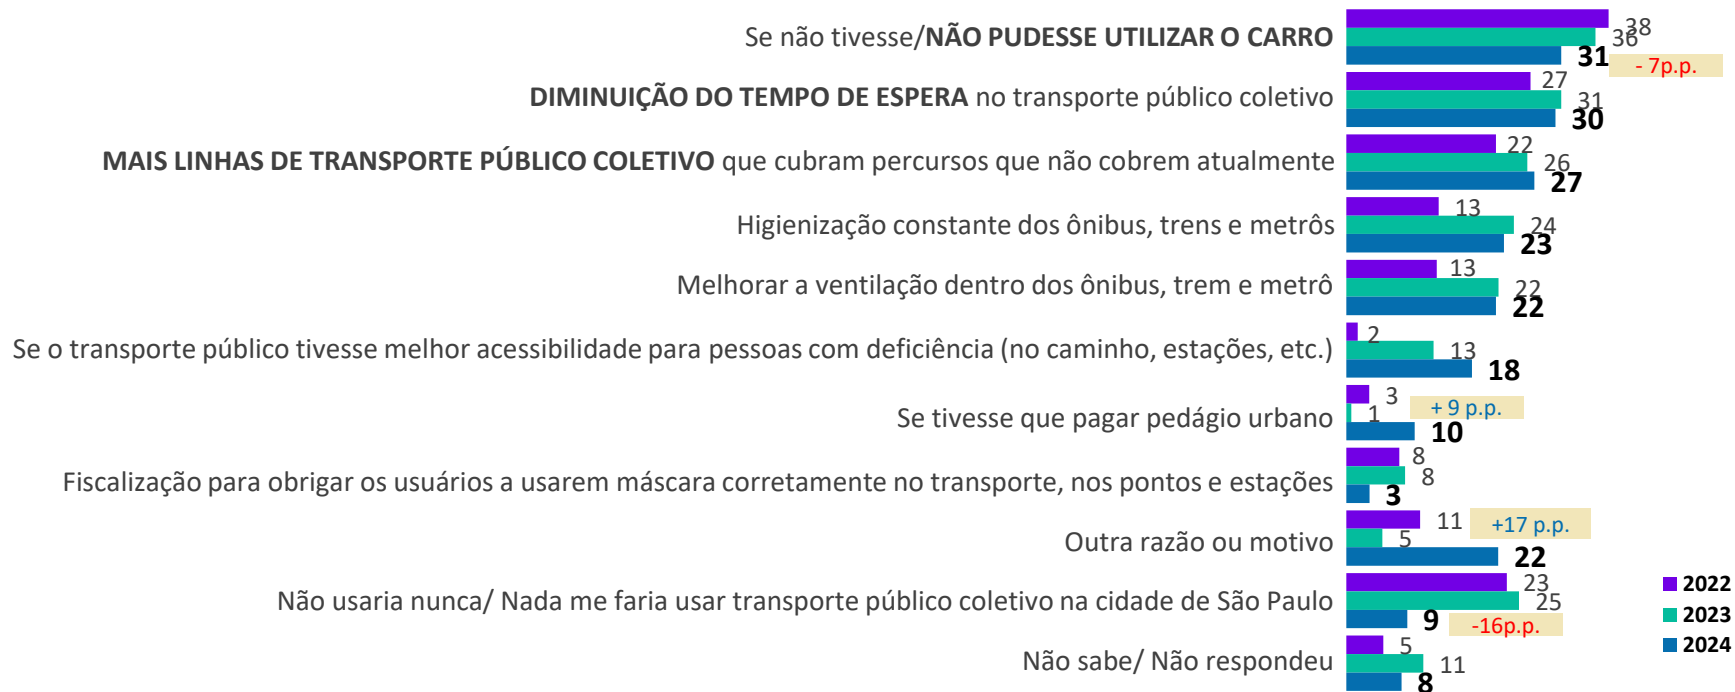 Se não tivesse/NÃO PUDESSE UTILIZAR O CARRO
38
36
31
- 7p.p.
DIMINUIÇÃO DO TEMPO DE ESPERA no transporte público coletivo
27
31
30
MAIS LINHAS DE TRANSPORTE PÚBLICO COLETIVO que cubram percursos que não cobrem atualmente
22
26
27
Higienização constante dos ônibus, trens e metrôs
13
24
23
Melhorar a ventilação dentro dos ônibus, trem e metrô
13
22
22
Se o transporte público tivesse melhor acessibilidade para pessoas com deficiência (no caminho, estações, etc.)
2
13
18
Se tivesse que pagar pedágio urbano
3
1
10
+ 9 p.p.
Fiscalização para obrigar os usuários a usarem máscara corretamente no transporte, nos pontos e estações
8
8
3
Outra razão ou motivo
11
5
22
+17 p.p.
Não usaria nunca/ Nada me faria usar transporte público coletivo na cidade de São Paulo
23
25
9
-16p.p.
Não sabe/ Não respondeu
5
11
8
2022
2023
2024